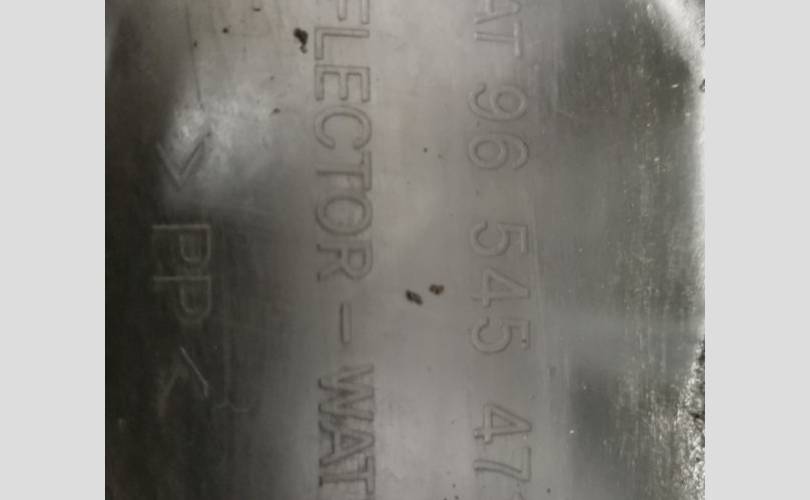 AT 96 545 47
FLECTOR - WAT
>PP<